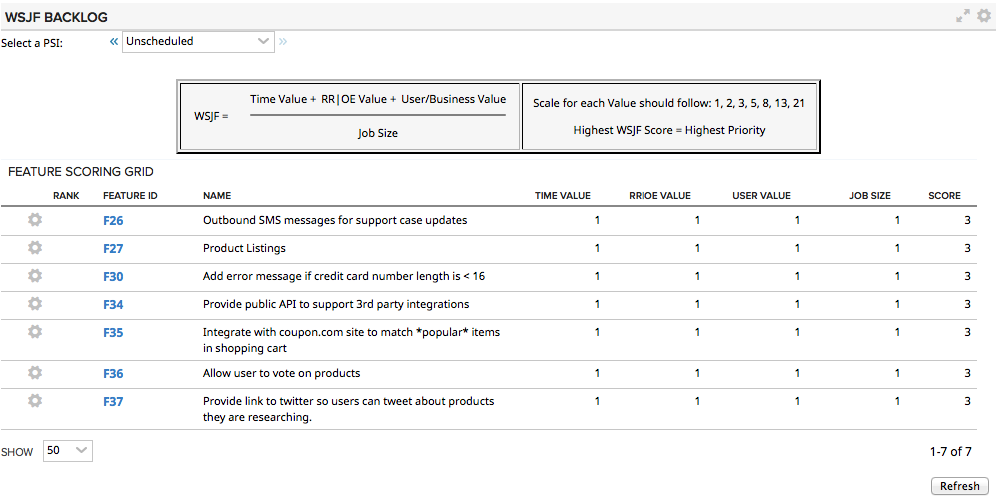 WSJF BACKLOG
Select a PSI: « Unscheduled »
Time Value + RR|OE Value + User/Business Value
WSJF =
Job Size
Scale for each Value should follow: 1, 2, 3, 5, 8, 13, 21
Highest WSJF Score = Highest Priority
FEATURE SCORING GRID
RANK FEATURE ID NAME TIME VALUE RRIOE VALUE USER VALUE JOB SIZE SCORE
F26 Outbound SMS messages for support case updates 1 1 1 1 3
F27 Product Listings 1 1 1 1 3
F30 Add error message if credit card number length is < 16 1 1 1 1 3
F34 Provide public API to support 3rd party integrations 1 1 1 1 3
F35 Integrate with coupon.com site to match *popular* items 1 1 1 1 3
in shopping cart
F36 Allow user to vote on products 1 1 1 1 3
F37 Provide link to twitter so users can tweet about products 1 1 1 1 3
they are researching.
SHOW 50 1-7 of 7
Refresh